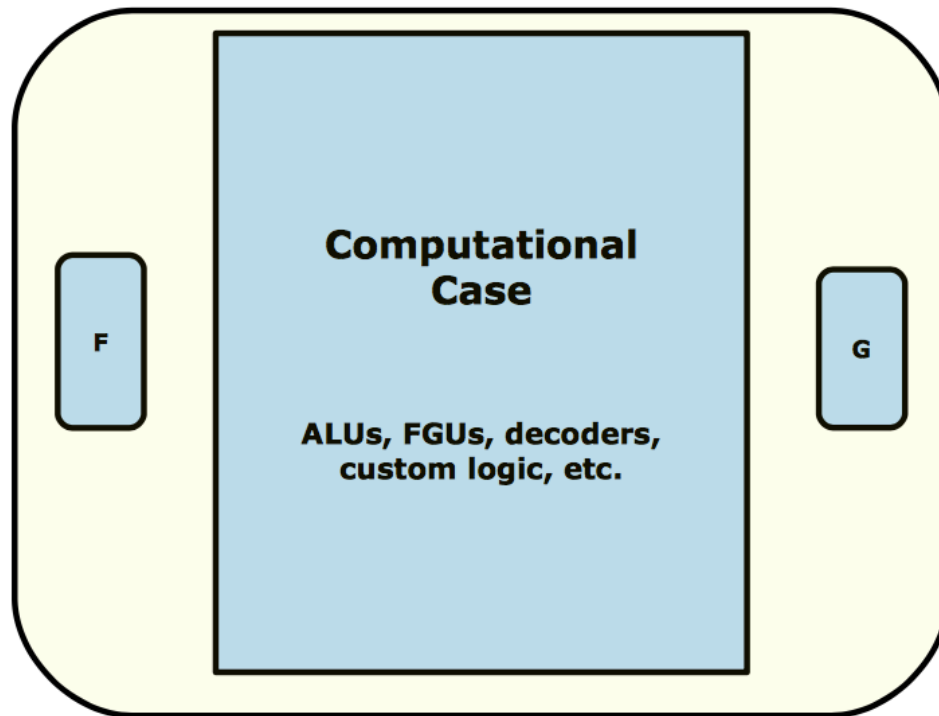 Computational
Case
F
G
ALUs, FGUs, decoders,
custom logic, etc.